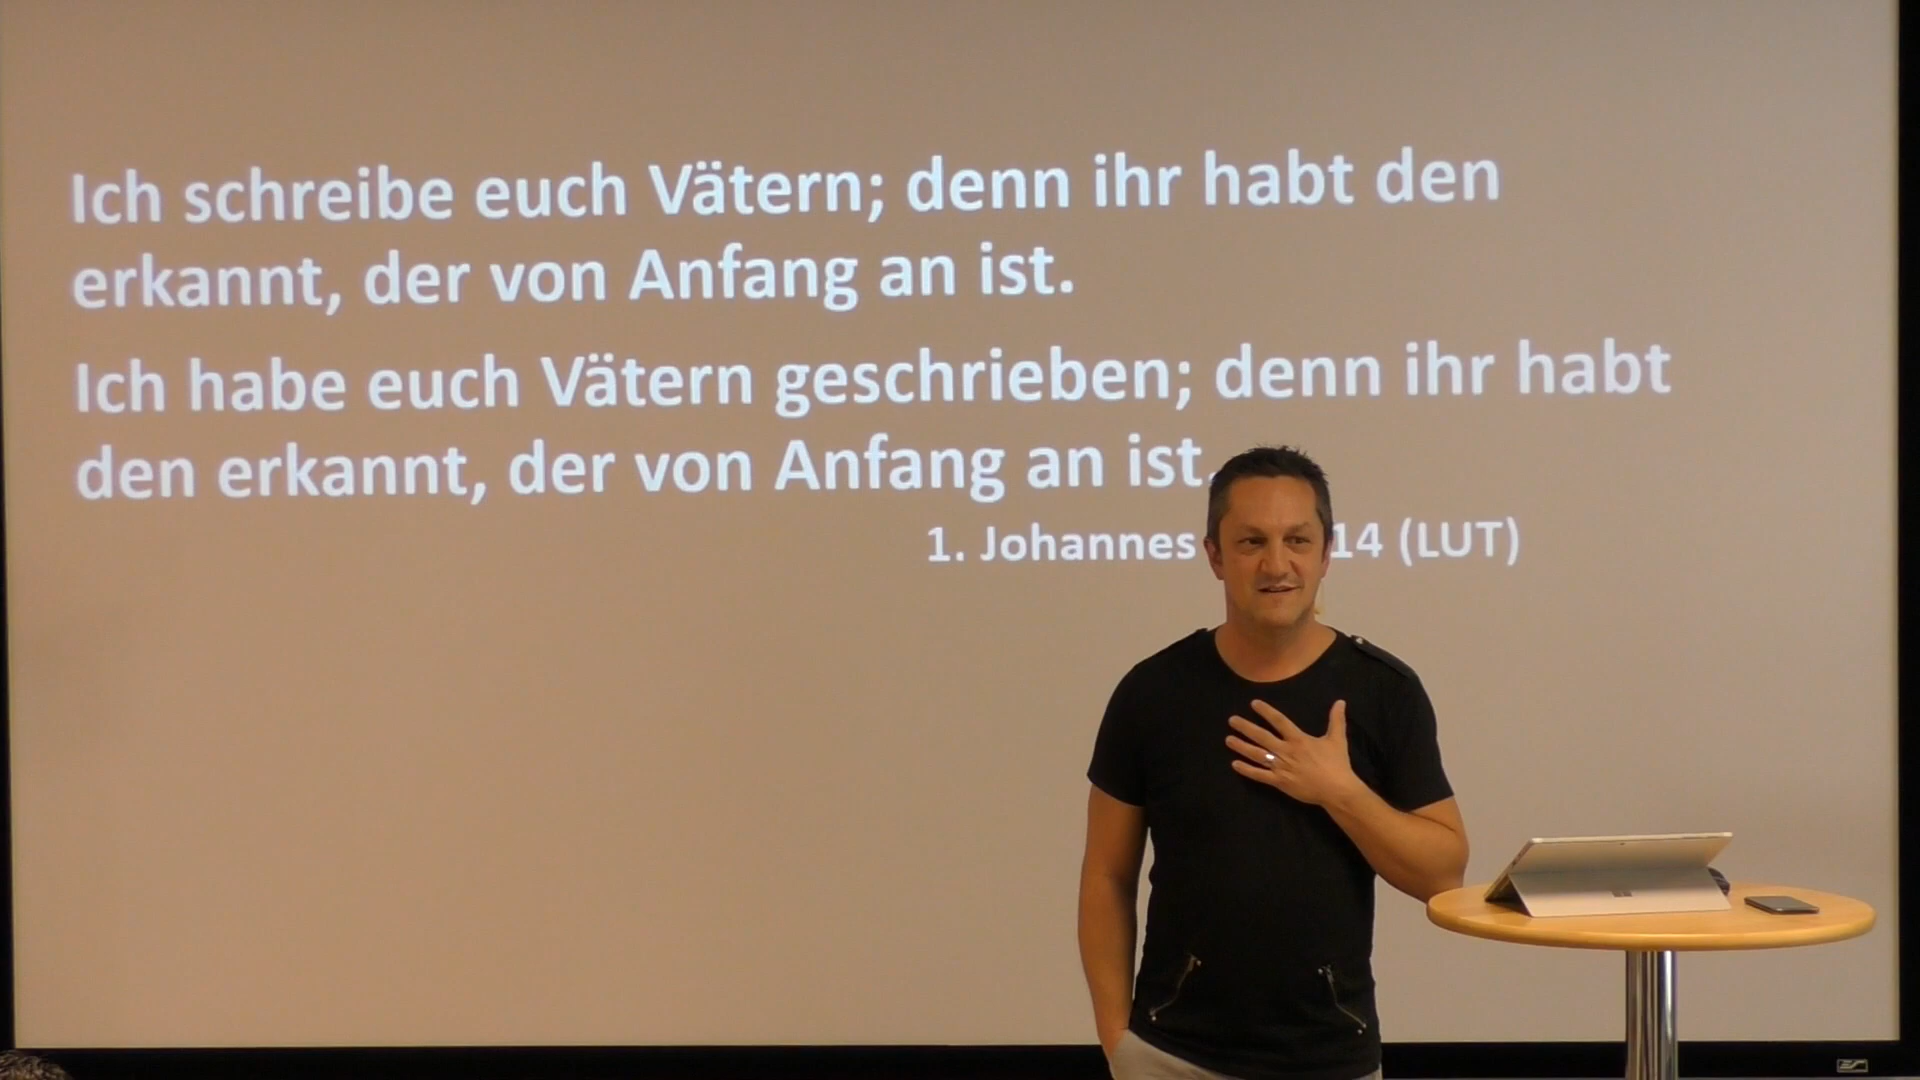 Ich schreibe euch Vätern; denn ihr habt den
erkannt, der von Anfang an ist.
Ich habe euch Vätern geschrieben; denn ihr habt
den erkannt, der von Anfang an ist.
1. Johannes 14 (LUT)